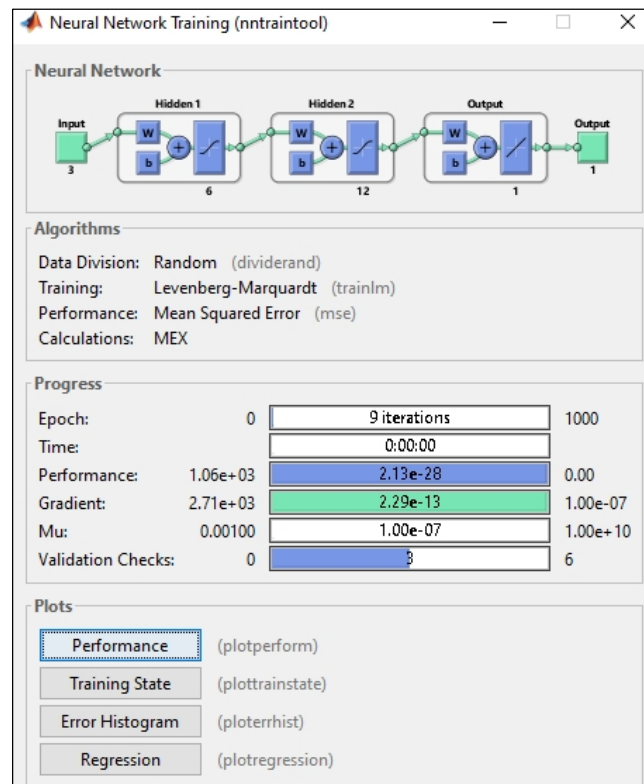 Neural Network Training (nntraintool)
Neural Network
Hidden 1 Hidden 2 Output
Input Output
W W W
+ + +
b b b
3 6 12 1 1
Algorithms
Data Division: Random (dividerand)
Training: Levenberg-Marquardt (trainlm)
Performance: Mean Squared Error (mse)
Calculations: MEX
Progress
Epoch: 0 9 iterations 1000
Time: 0:00:00
Performance: 1.06e+03 2.13e-28 0.00
Gradient: 2.71e+03 2.29e-13 1.00e-07
Mu: 0.00100 1.00e-07 1.00e+10
Validation Checks: 0 3 6
Plots
Performance (plotperform)
Training State (plottrainstate)
Error Histogram (ploterrhist)
Regression (plotregression)